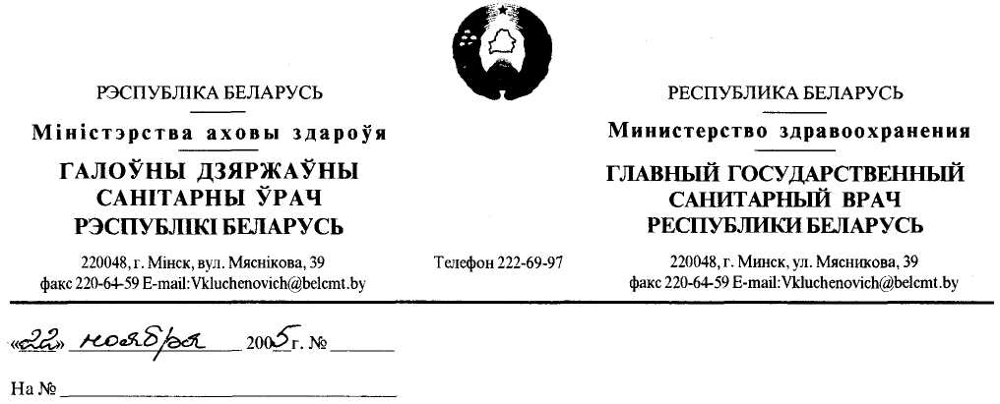 РЭСПУБЛІКА БЕЛАРУСЬ
Міністэрства аховы здароўя
ГАЛОЎНЫ ДЗЯРЖАЎНЫ
САНІТАРНЫ ЎРАЧ
РЭСПУБЛІКІ БЕЛАРУСЬ
220048, г. Мінск, вул. Мяснікова, 39
факс 220-64-59 E-mail:Vkluchenovich@belcmt.by
Телефон 222-69-97
РЕСПУБЛИКА БЕЛАРУСЬ
Министерство здравоохранения
ГЛАВНЫЙ ГОСУДАРСТВЕННЫЙ
САНИТАРНЫЙ ВРАЧ
РЕСПУБЛИКИ БЕЛАРУСЬ
220048, г. Минск, ул. Мясникова, 39
факс 220-64-59 E-mail:Vkluchenovich@belcmt.by
«22» ноября 2005 г. №
На №